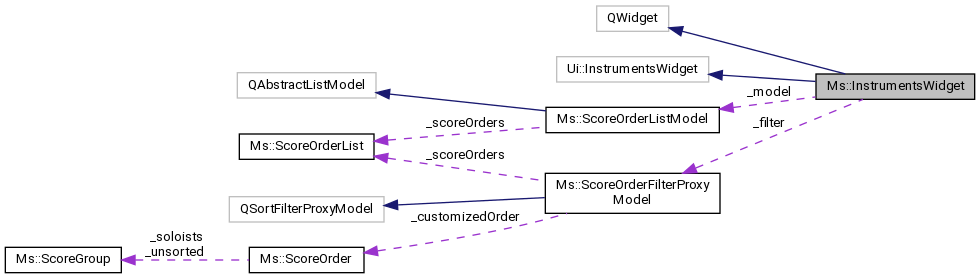 QWidget
Ui::InstrumentsWidget
Ms::InstrumentsWidget
QAbstractListModel
_model
_scoreOrders
Ms::ScoreOrderListModel
_filter
Ms::ScoreOrderList
_scoreOrders
Ms::ScoreOrderFilterProxy
Model
QSortFilterProxyModel
_customizedOrder
_soloists
_unsorted
Ms::ScoreGroup
Ms::ScoreOrder